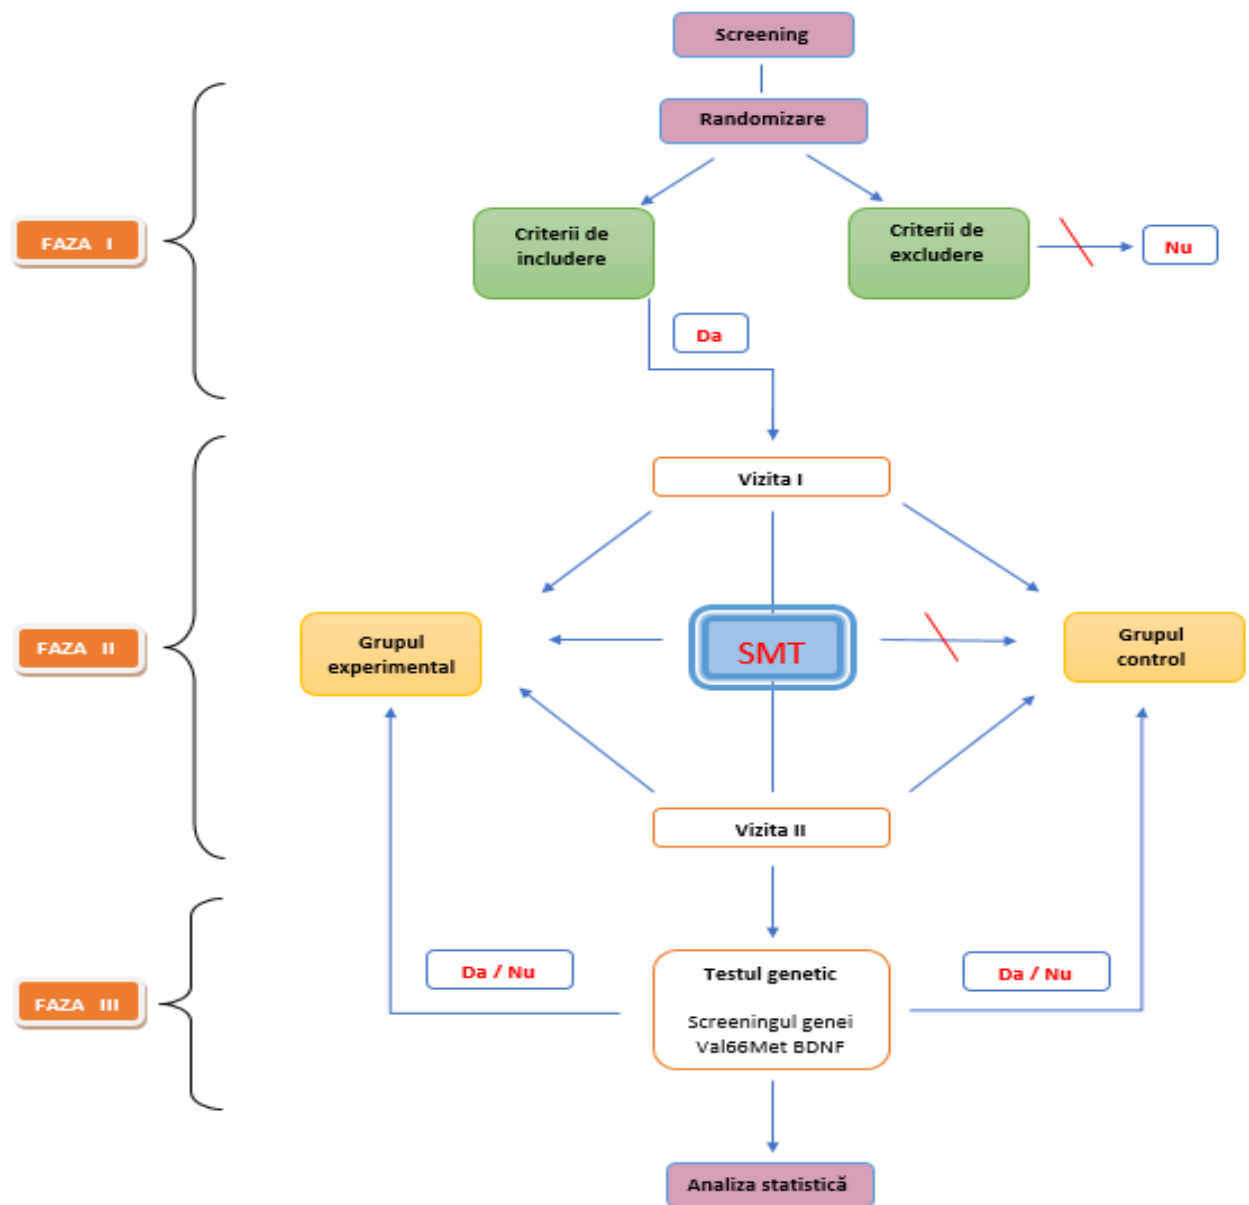 Screening
Randomizare
FAZA I
Criterii de
includere
Criterii de
excludere
Nu
Da
Vizita I
FAZA II
Grupul
experimental
SMT
Grupul
control
Vizita II
FAZA III
Da / Nu
Testul genetic
Screeningul genei
Val66Met BDNF
Da / Nu
Analiza statistică